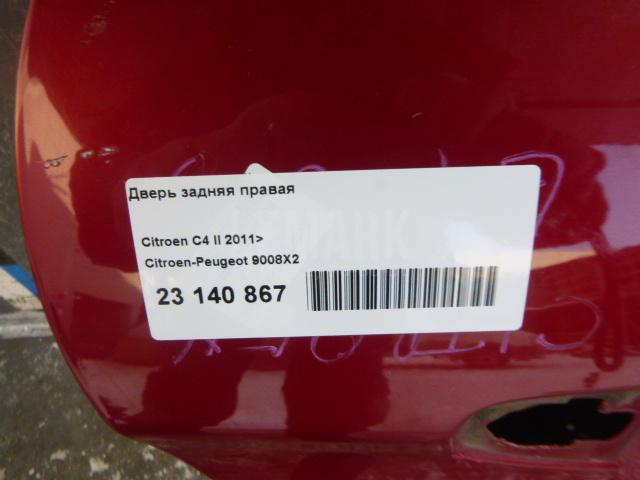 Дверь задняя правая
Citroen C4 II 2011>
Citroen-Peugeot 9008X2
23 140 867